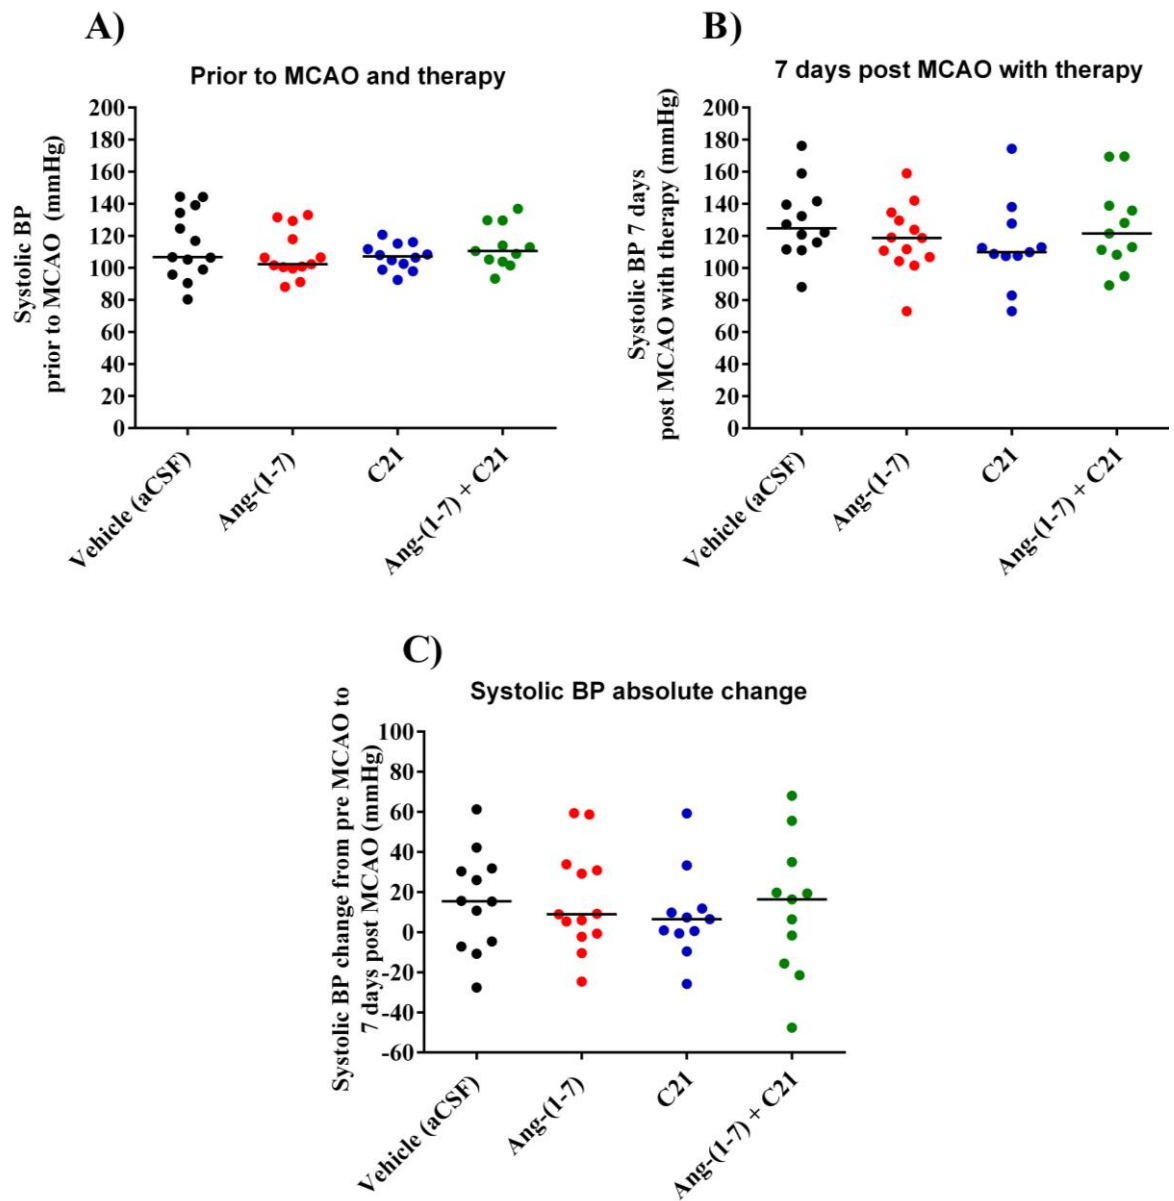 A)
Prior to MCAO and therapy
Systolic BP
prior to MCAO (mmHg)
200
180
160
140
120
100
80
60
40
20
0
Vehicle (aCSF)
Ang-(1-7)
C21
Ang-(1-7) + C21
B)
7 days post MCAO with therapy
Systolic BP 7 days
post MCAO with therapy (mmHg)
200
180
160
140
120
100
80
60
40
20
0
Vehicle (aCSF)
Ang-(1-7)
C21
Ang-(1-7) + C21
C)
Systolic BP absolute change
Systolic BP change from pre MCAO to
7 days post MCAO (mmHg)
100
80
60
40
20
0
-20
-40
-60
Vehicle (aCSF)
Ang-(1-7)
C21
Ang-(1-7) + C21